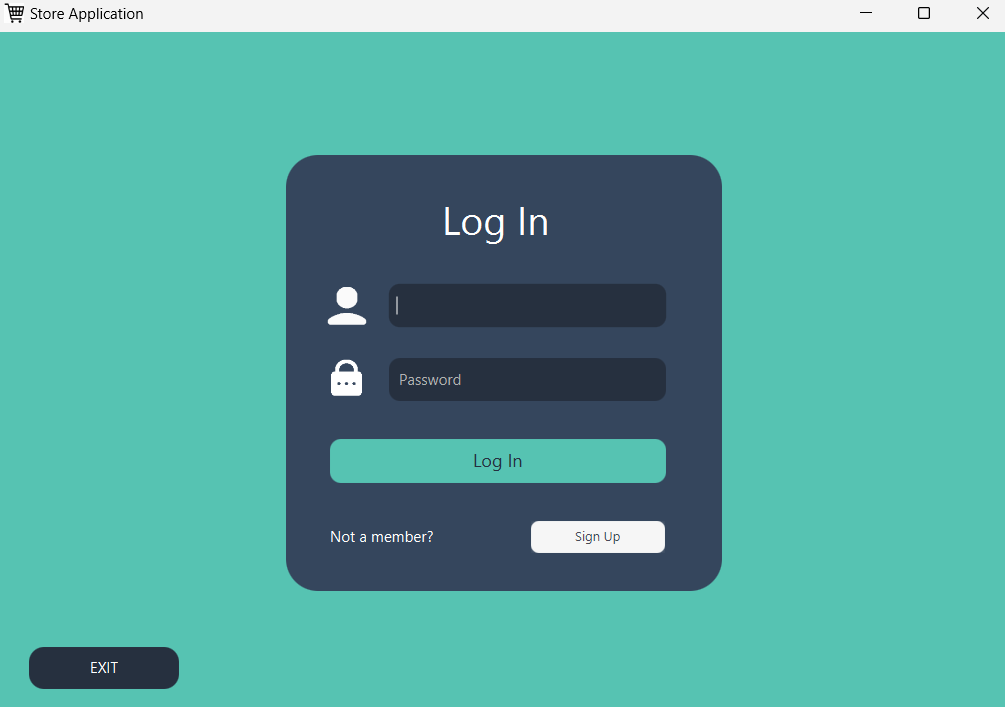 Store Application
Log In
Password
Log In
Not a member?
Sign Up
EXIT